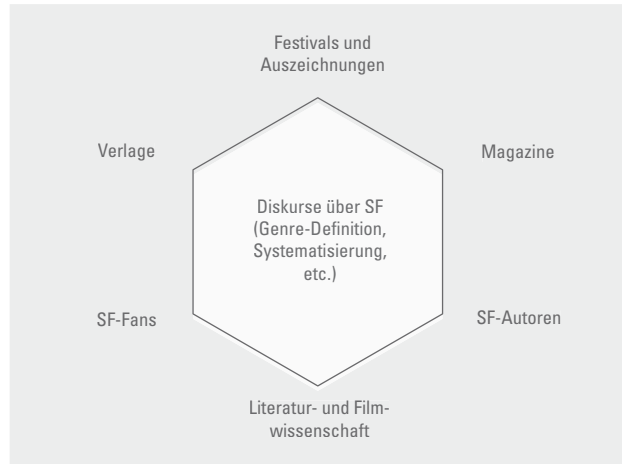 Festivals und
Auszeichnungen
Verlage
Magazine
Diskurse über SF
(Genre-Definition,
Systematisierung,
etc.)
SF-Fans
SF-Autoren
Literatur- und Film-
wissenschaft